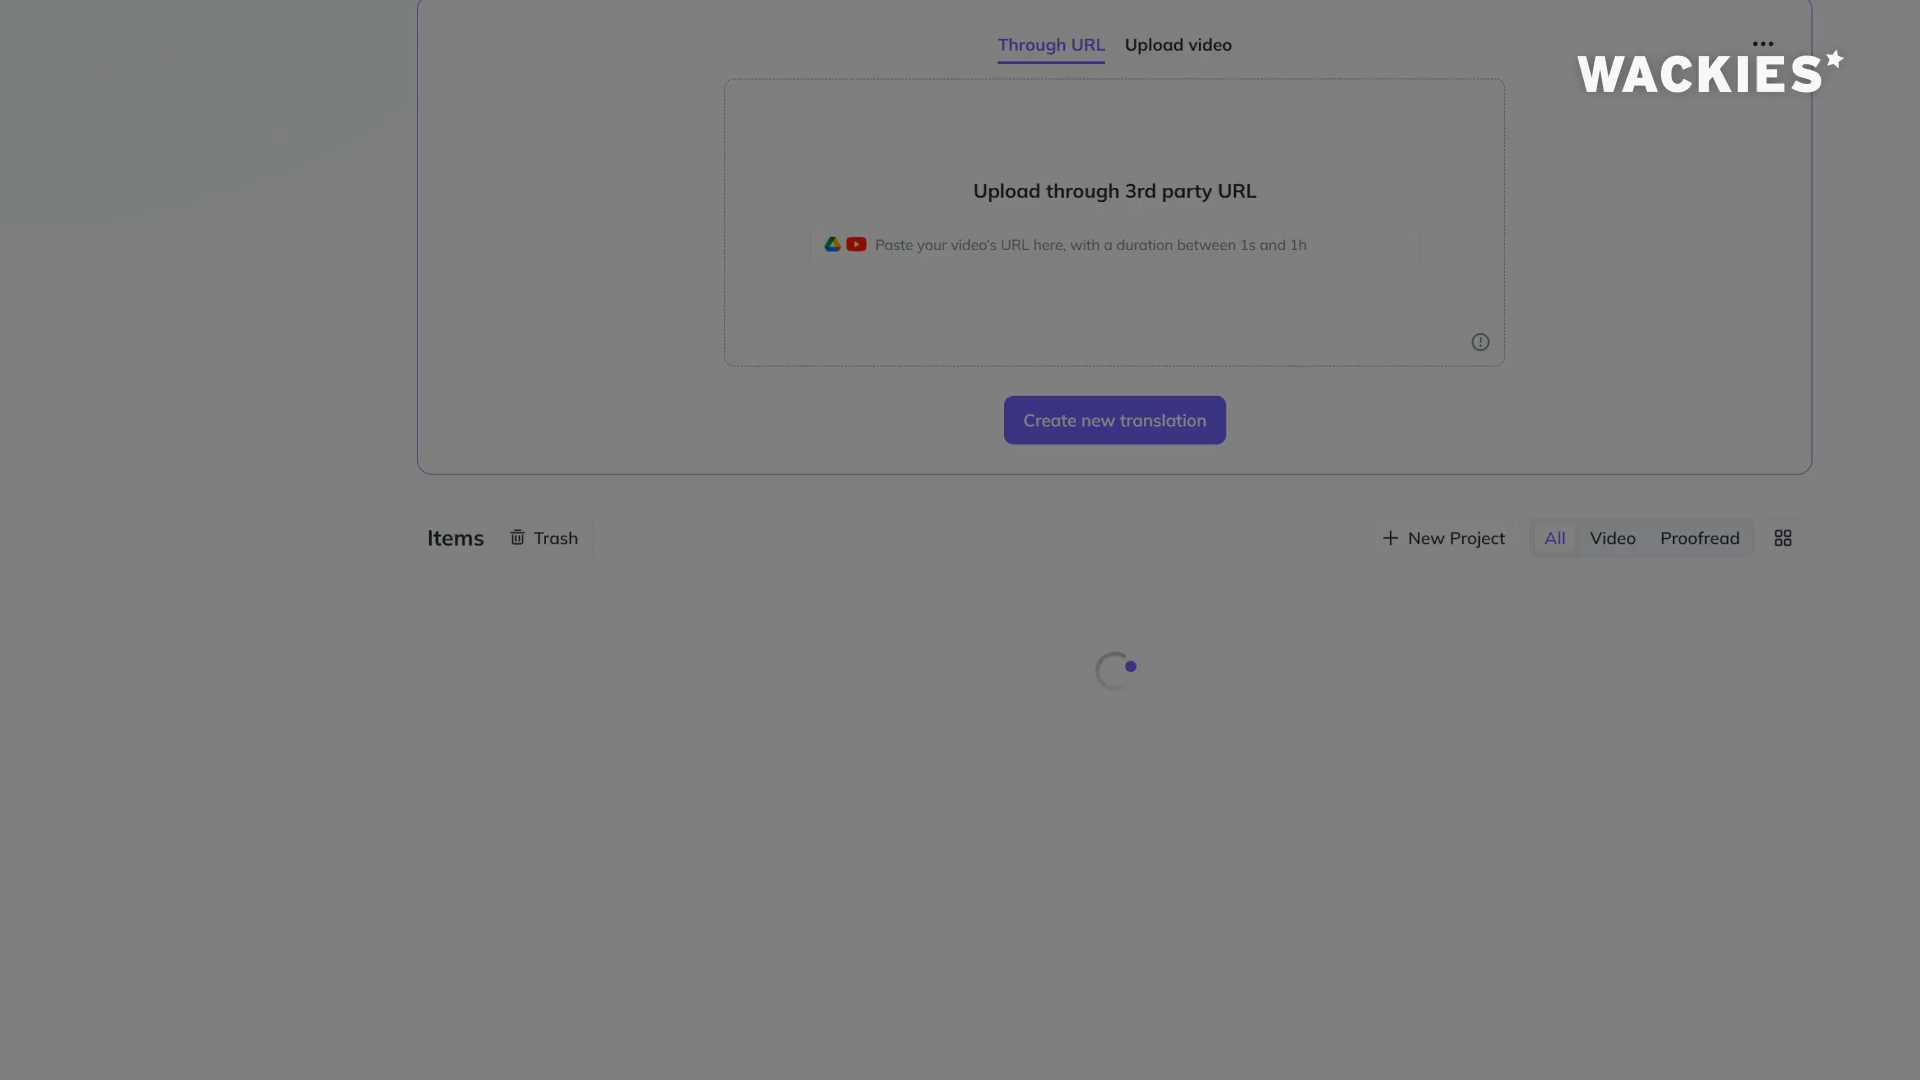 Through URL Upload video
WACKIES
Upload through 3rd party URL
Paste your video's URL here, with a duration between 1s and 1h
Create new translation
Items Trash New Project All Video Proofread